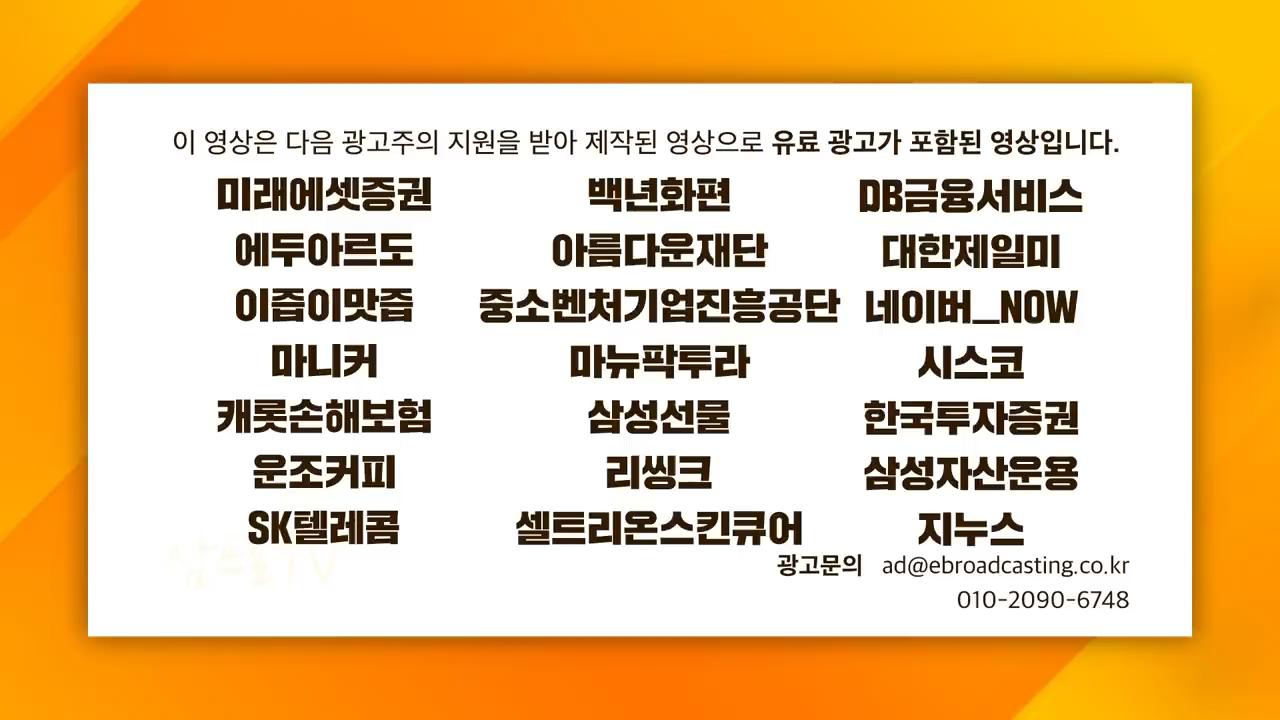 이 영상은 다음 광고주의 지원을 받아 제작된 영상으로 유료 광고가 포함된 영상입니다.
미래에셋증권 백년화편 DB금융서비스
에두아르도 아름다운재단 대한제일미
이즙이맛즙 중소벤처기업진흥공단 네이버_NOW
마니커 마뉴팍투라 시스코
캐롯손해보험 삼성선물 한국투자증권
운조커피 리씽크 삼성자산운용
SK텔레콤 셀트리온스킨큐어 지누스
삼프로TV
광고문의 ad@ebroadcasting.co.kr
010-2090-6748